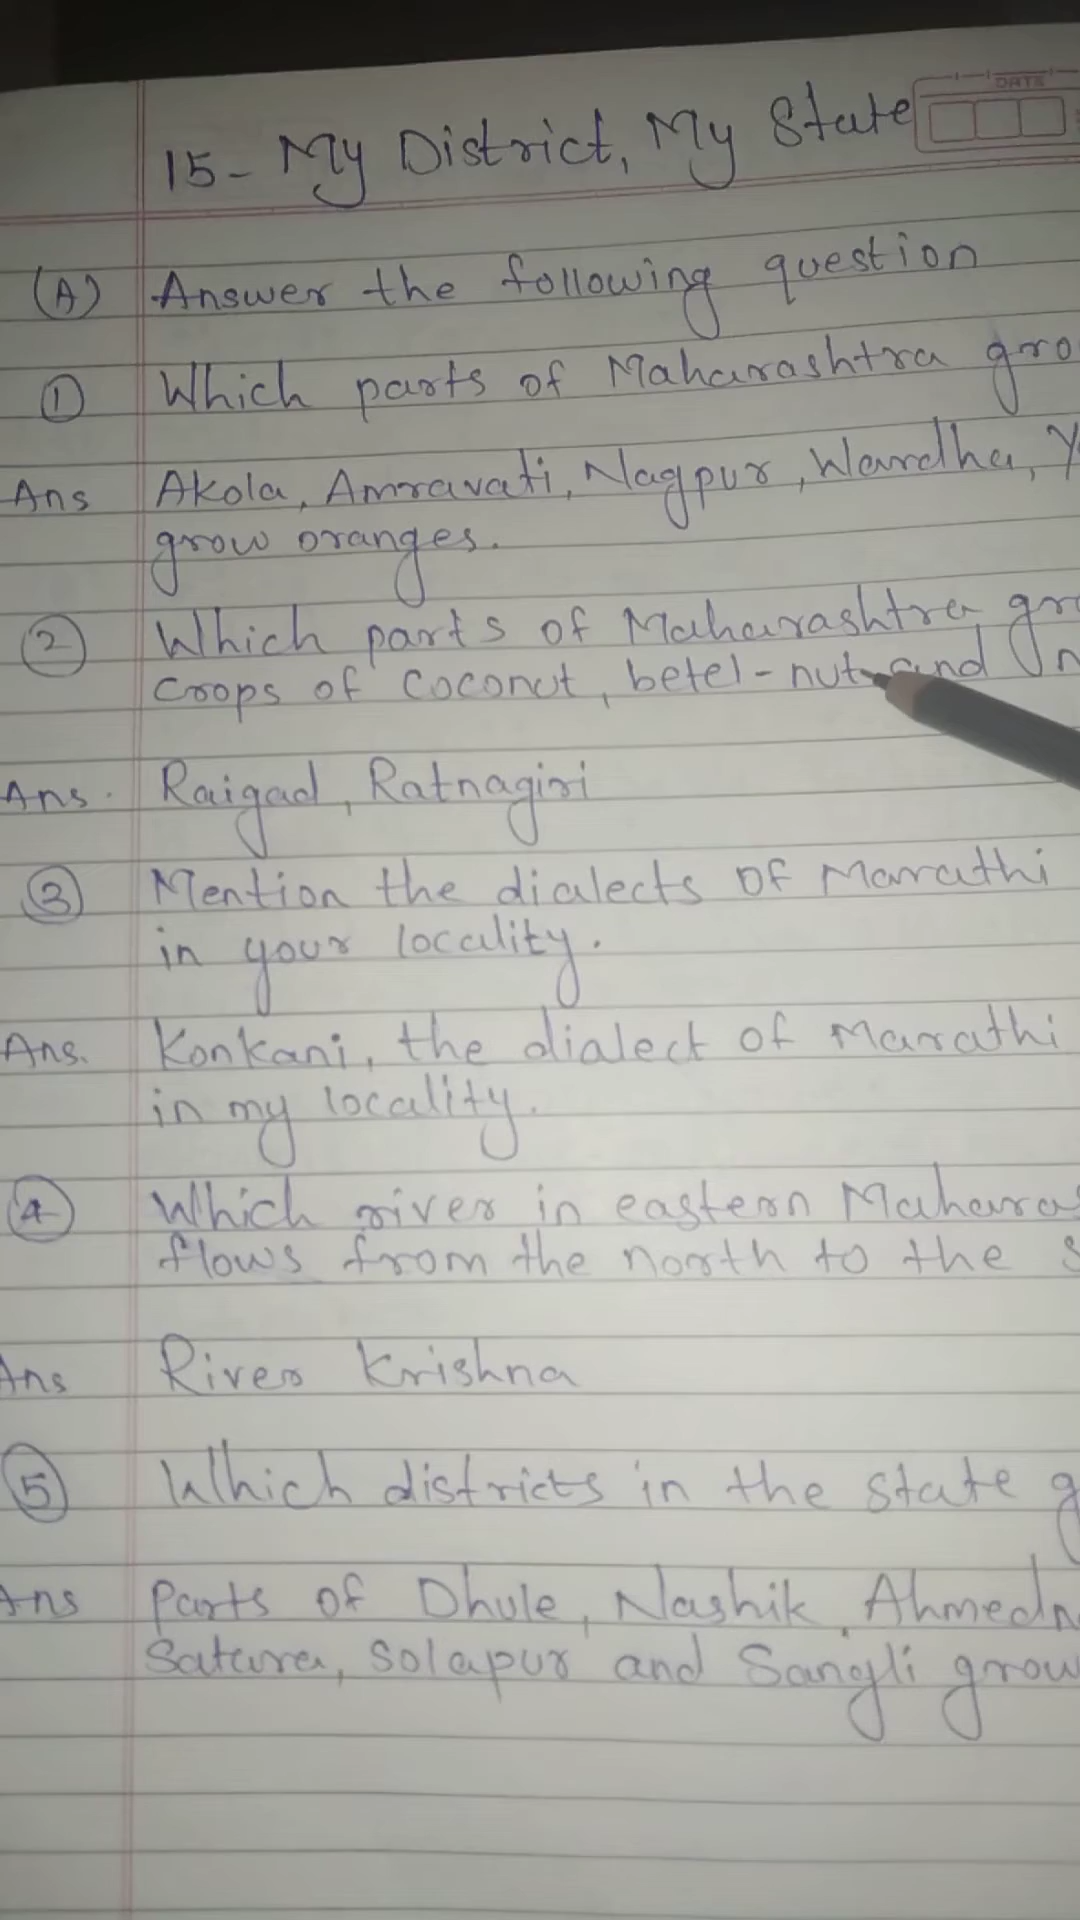 DATE
15- My District, My State
(A) Answer the following question
① Which parts of Maharashtra gro
Ans Akola, Amravati, Nagpur, Wardha, Y
grow oranges.
② Which parts of Maharashtra gro
crops of coconut, betel-nut and n
Ans. Raigad, Ratnagiri
③ Mention the dialects of Marathi
in your locality.
Ans. Konkani, the dialect of Marathi
in my locality.
④ Which river in eastern Maharas
flows from the north to the s
Ans River Krishna
⑤ Which districts in the state g
Ans Parts of Dhule, Nashik, Ahmedn
Satara, Solapur and Sangli grow